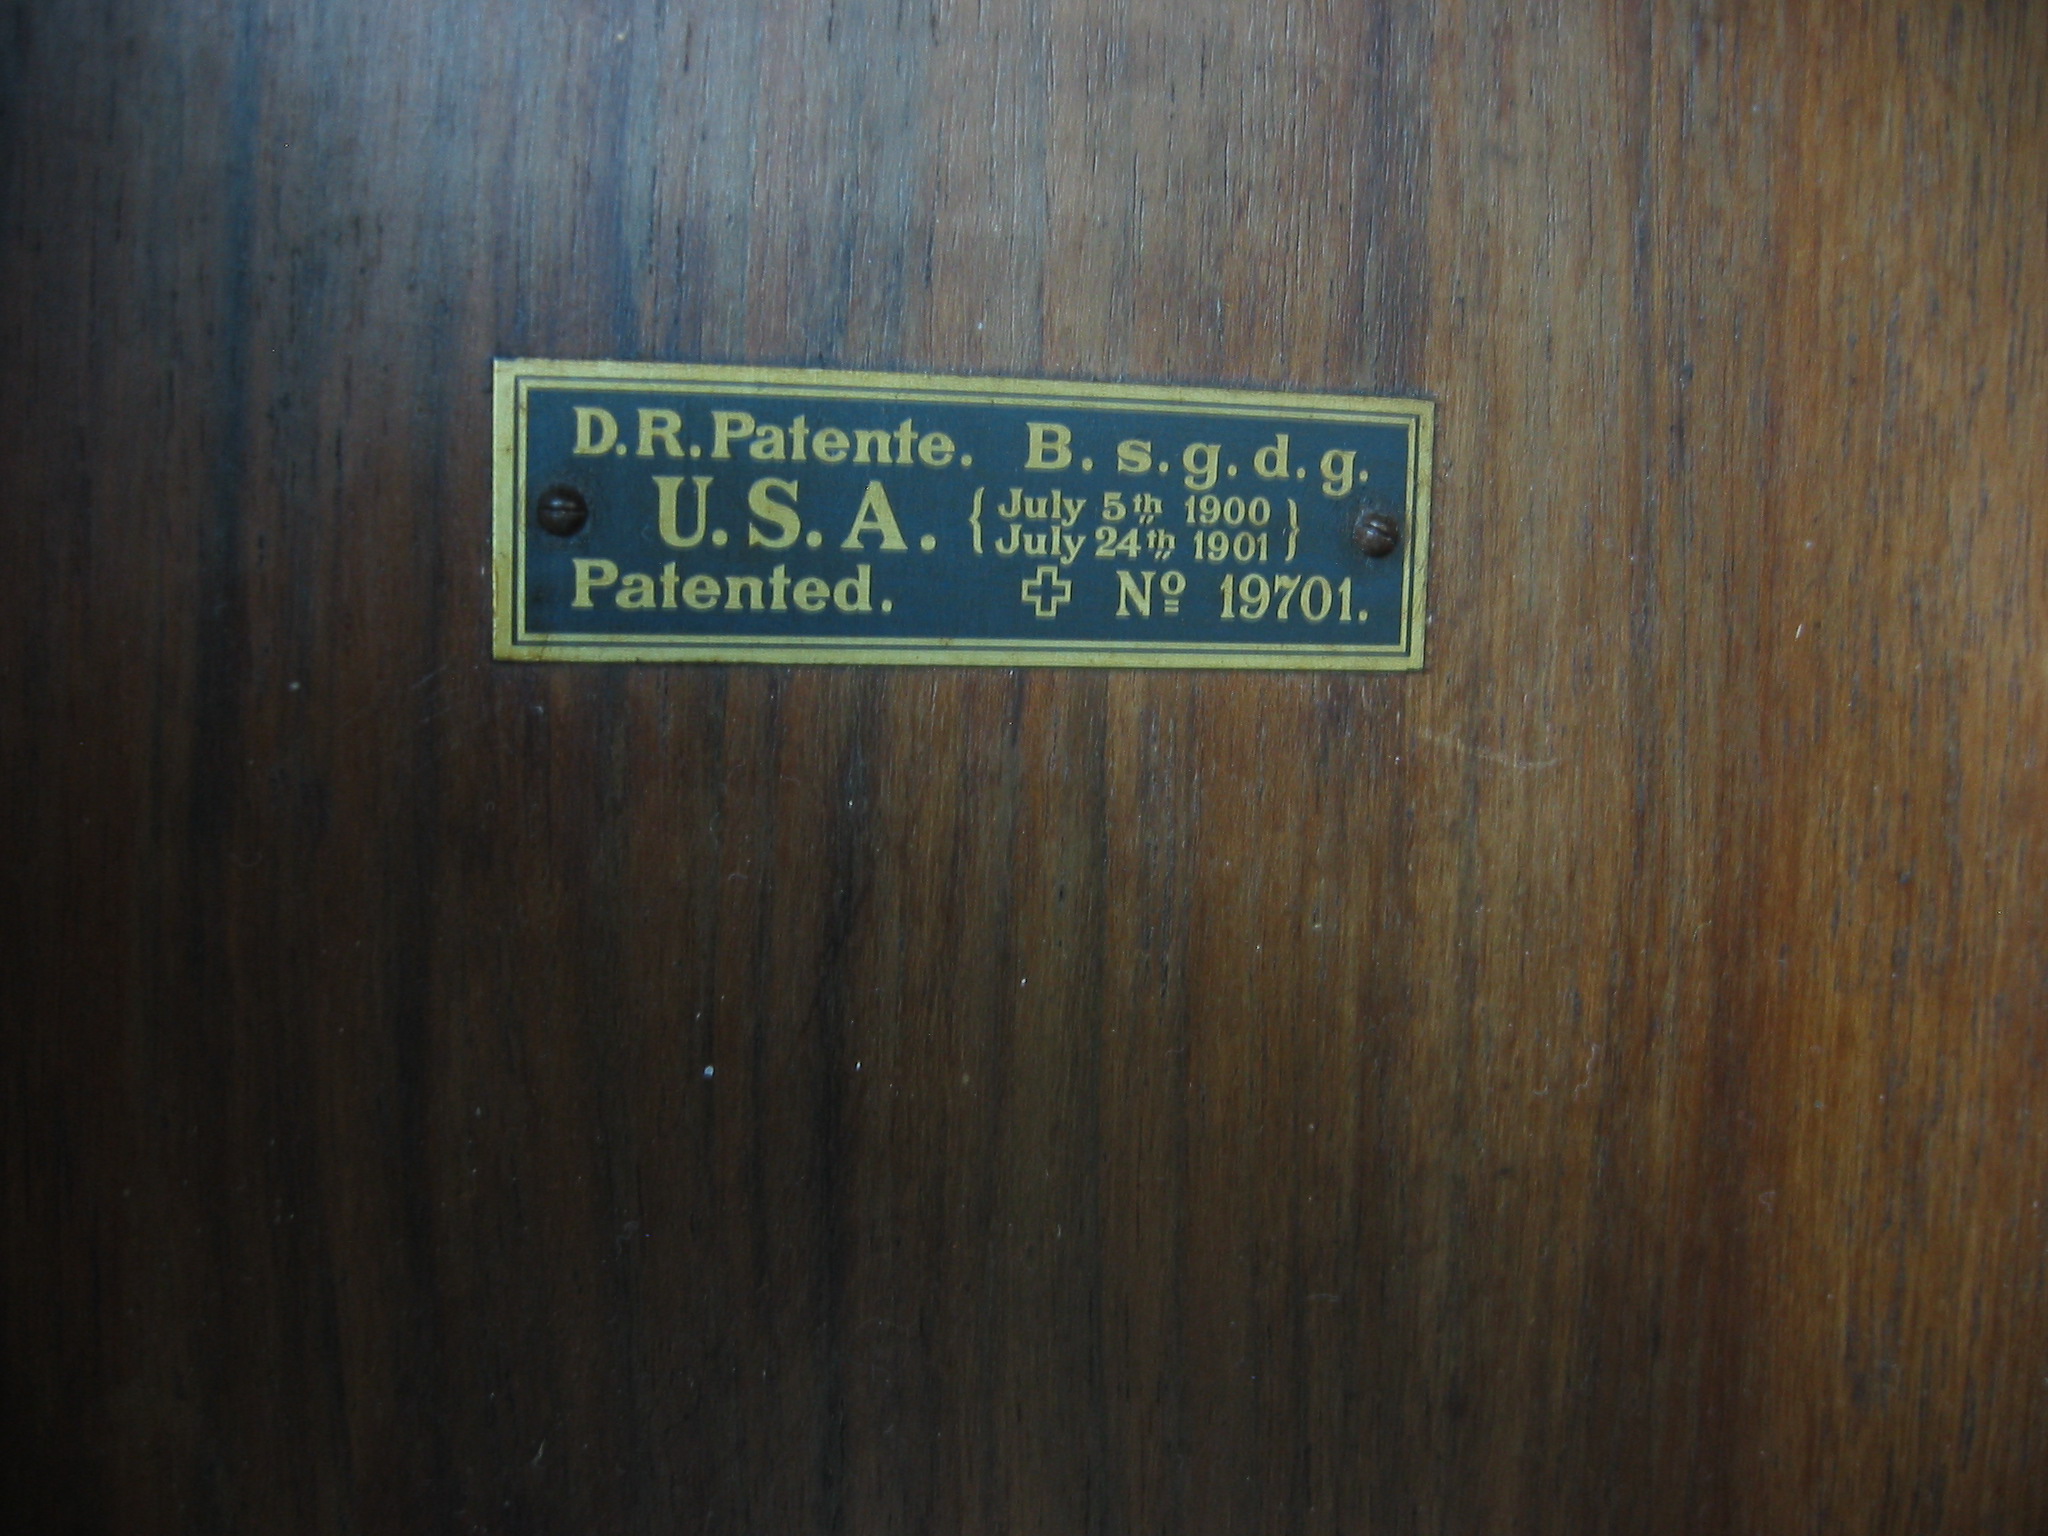 D.R.Patente. B. s. g. d. g.
U.S.A. { July 5th 1900 }
{ July 24th 1901 }
Patented. Nº 19701.